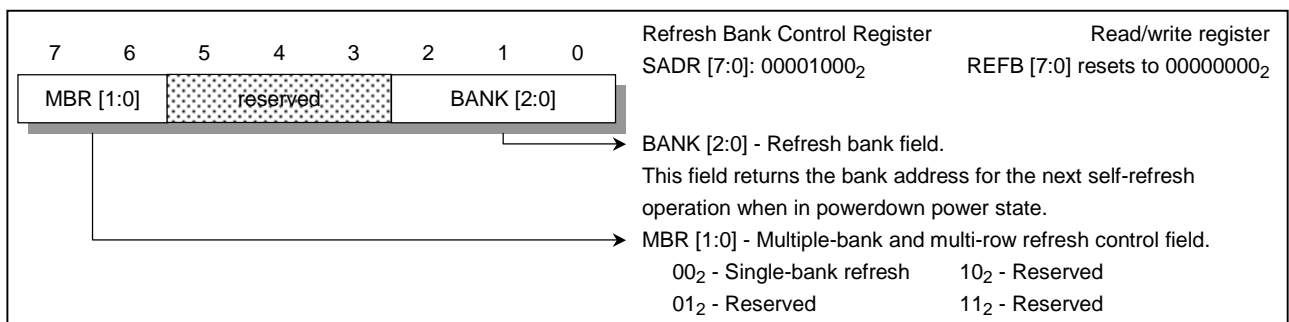 7 6 5 4 3 2 1 0
MBR [1:0] reserved BANK [2:0]
Refresh Bank Control Register Read/write register
SADR [7:0]: 00001000₂ REFB [7:0] resets to 00000000₂
BANK [2:0] - Refresh bank field.
This field returns the bank address for the next self-refresh
operation when in powerdown power state.
MBR [1:0] - Multiple-bank and multi-row refresh control field.
00₂ - Single-bank refresh 10₂ - Reserved
01₂ - Reserved 11₂ - Reserved